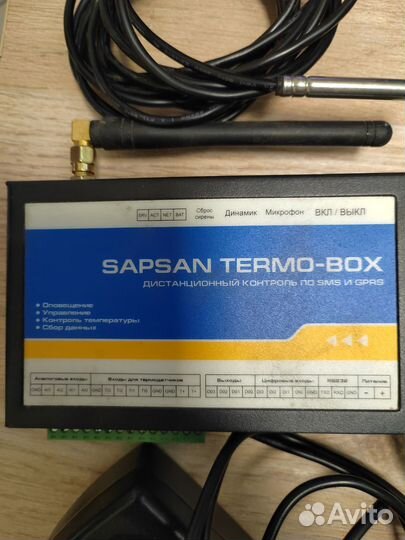 SRV ACT NET BAT
Сброс сирены
Динамик
Микрофон
ВКЛ / ВЫКЛ
SAPSAN TERMO-BOX
ДИСТАНЦИОННЫЙ КОНТРОЛЬ ПО SMS И GPRS
Оповещение
Управление
Контроль температуры
Сбор данных
Аналоговые входы:
Входы для термодатчиков
Выходы:
Цифровые входы:
RS232
Питание
Avito